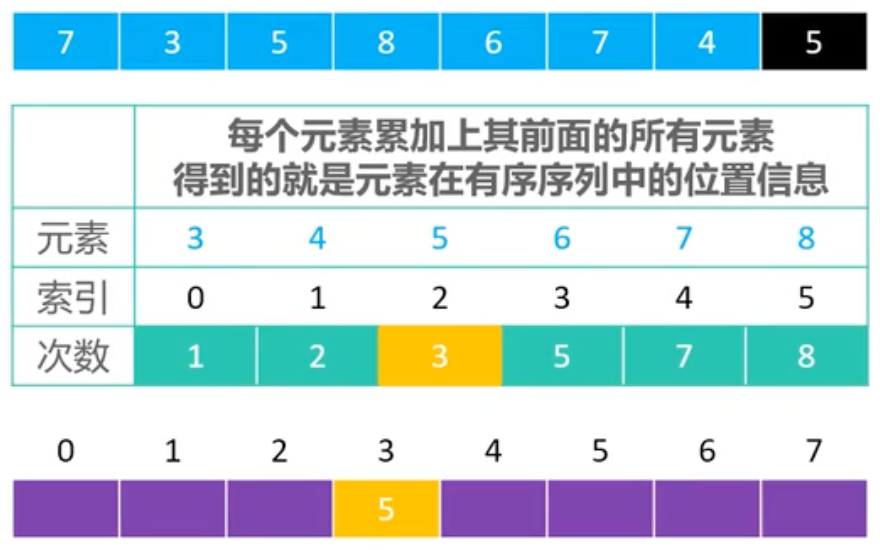 7 3 5 8 6 7 4 5
每个元素累加上其前面的所有元素
得到的就是元素在有序序列中的位置信息
元素 3 4 5 6 7 8
索引 0 1 2 3 4 5
次数 1 2 3 5 7 8
0 1 2 3 4 5 6 7
5